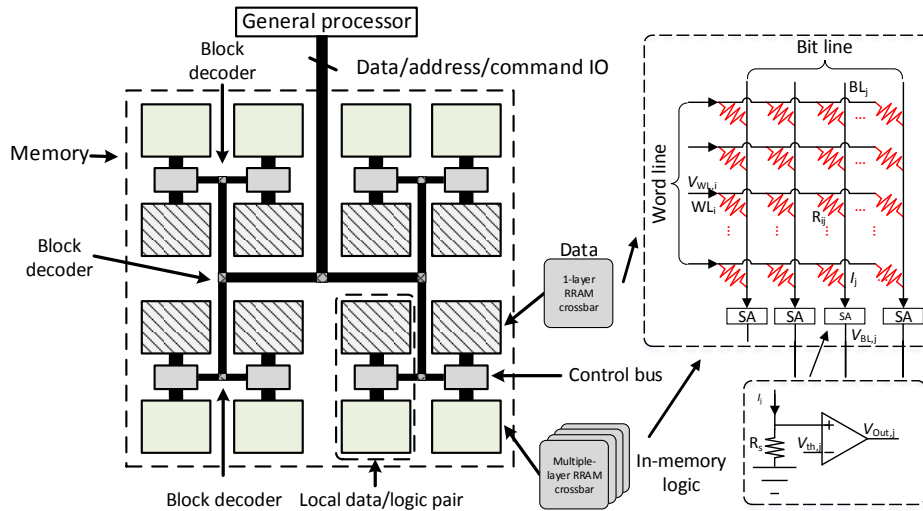 General processor
Block
decoder
Data/address/command IO
Memory
Block
decoder
Block decoder
Local data/logic pair
Data
1-layer
RRAM
crossbar
Control bus
Multiple-
layer RRAM
crossbar
In-memory
logic
Bit line
BLj
Word line
VWL,i
WLi
Rij
...
...
...
...
Ij
SA
SA
SA
SA
VBL,j
Ij
Rs
Vth,j
VOut,j